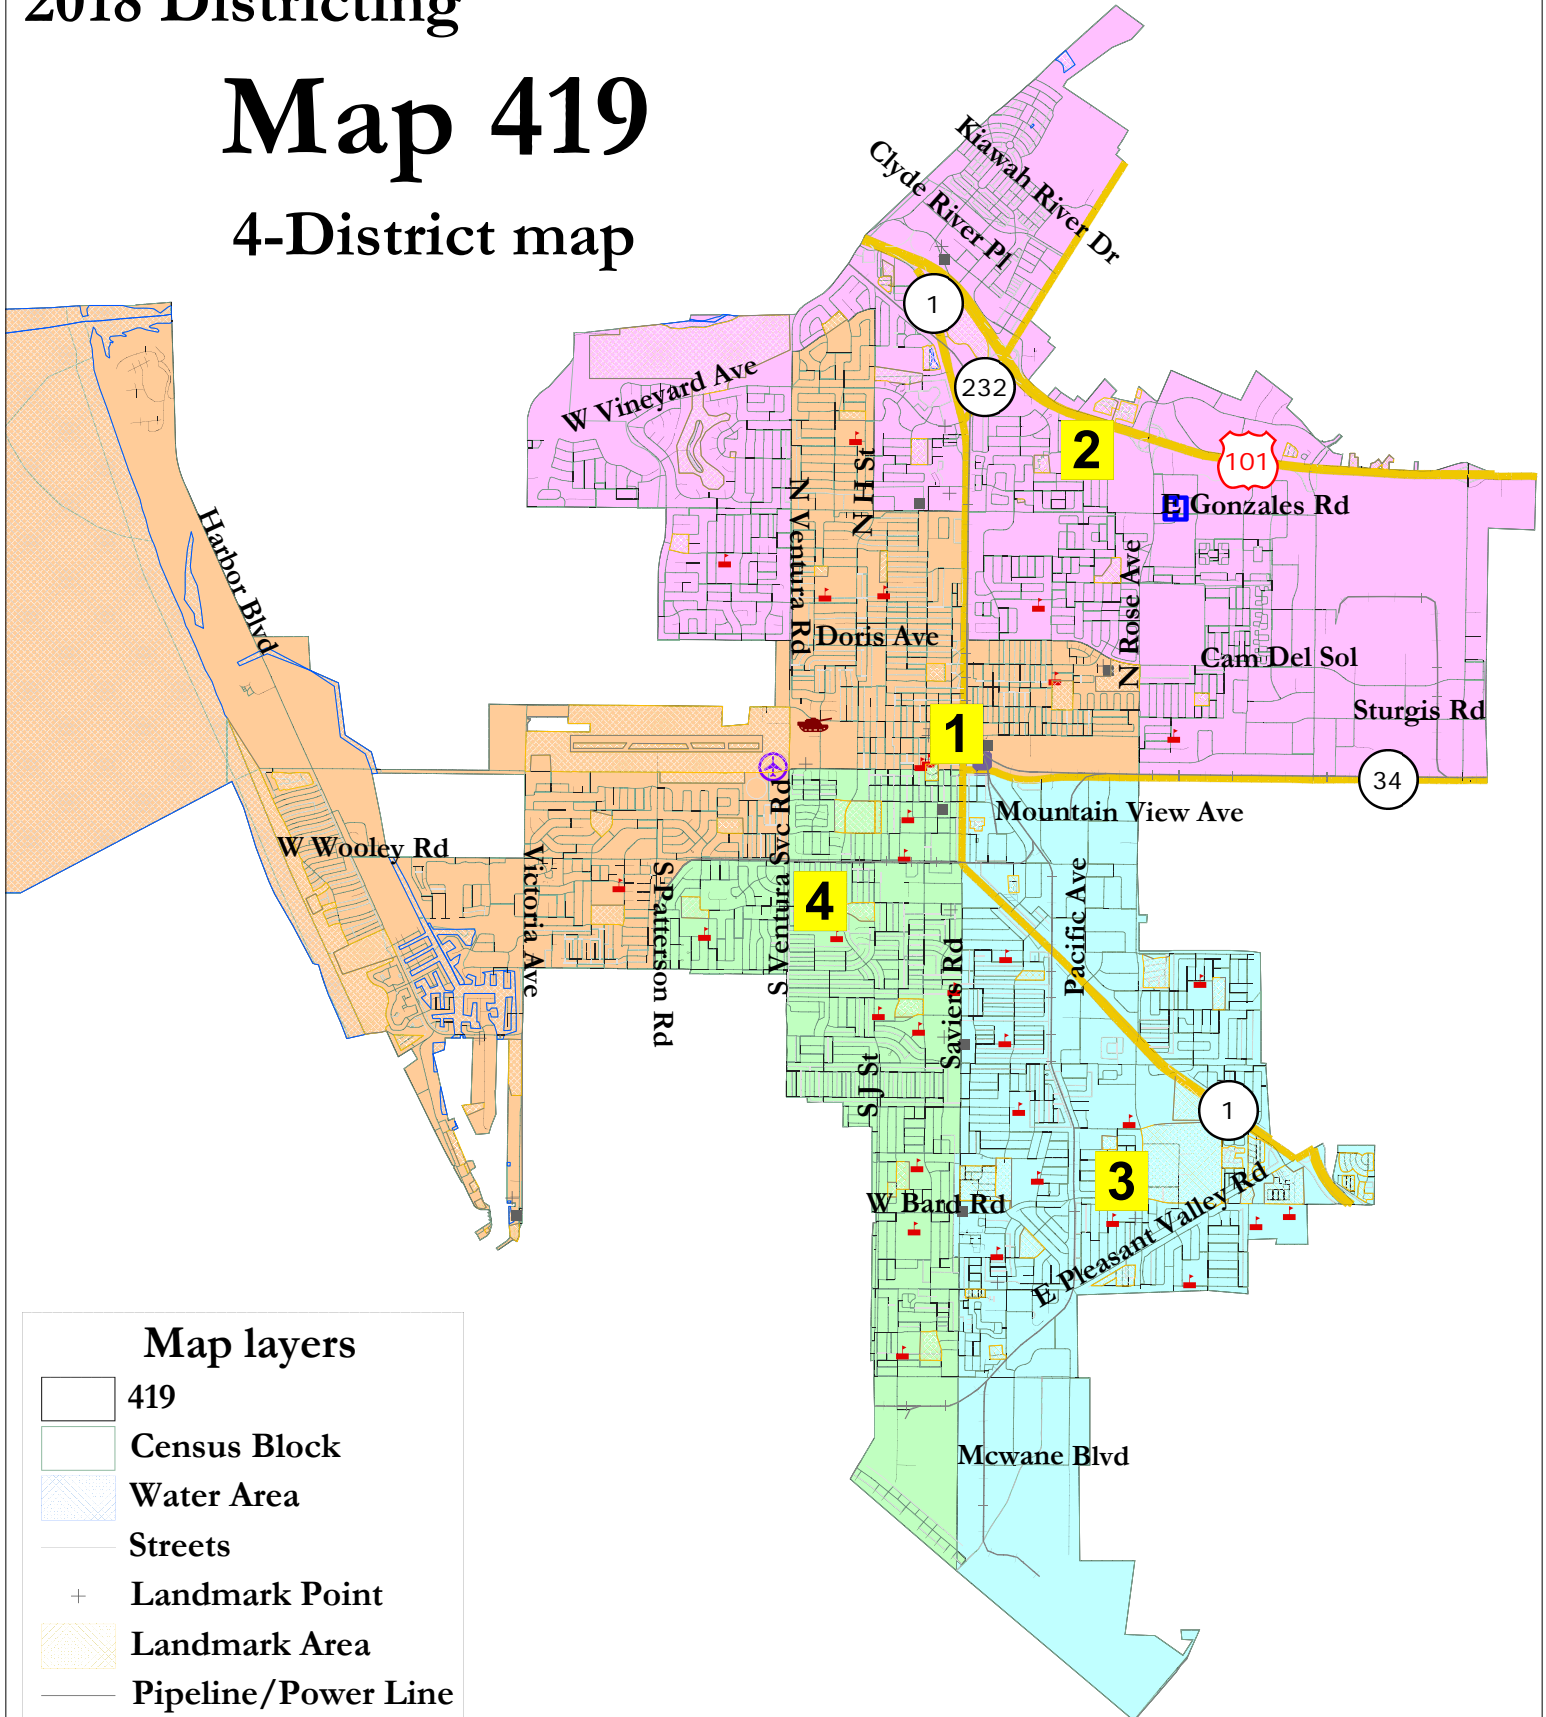 2018 Districting
Map 419
4-District map
Kiawah River Dr
Clyde River Pl
1
232
W Vineyard Ave
2
101
N H St
N Ventura Rd
E Gonzales Rd
H
Harbor Blvd
N Rose Ave
Doris Ave
Cam Del Sol
Sturgis Rd
1
34
Mountain View Ave
W Wooley Rd
Victoria Ave
S Patterson Rd
S Ventura Svc Rd
4
Pacific Ave
Saviers Rd
S J St
1
3
W Bard Rd
E Pleasant Valley Rd
Mcwane Blvd
Map layers
419
Census Block
Water Area
Streets
Landmark Point
Landmark Area
Pipeline/Power Line